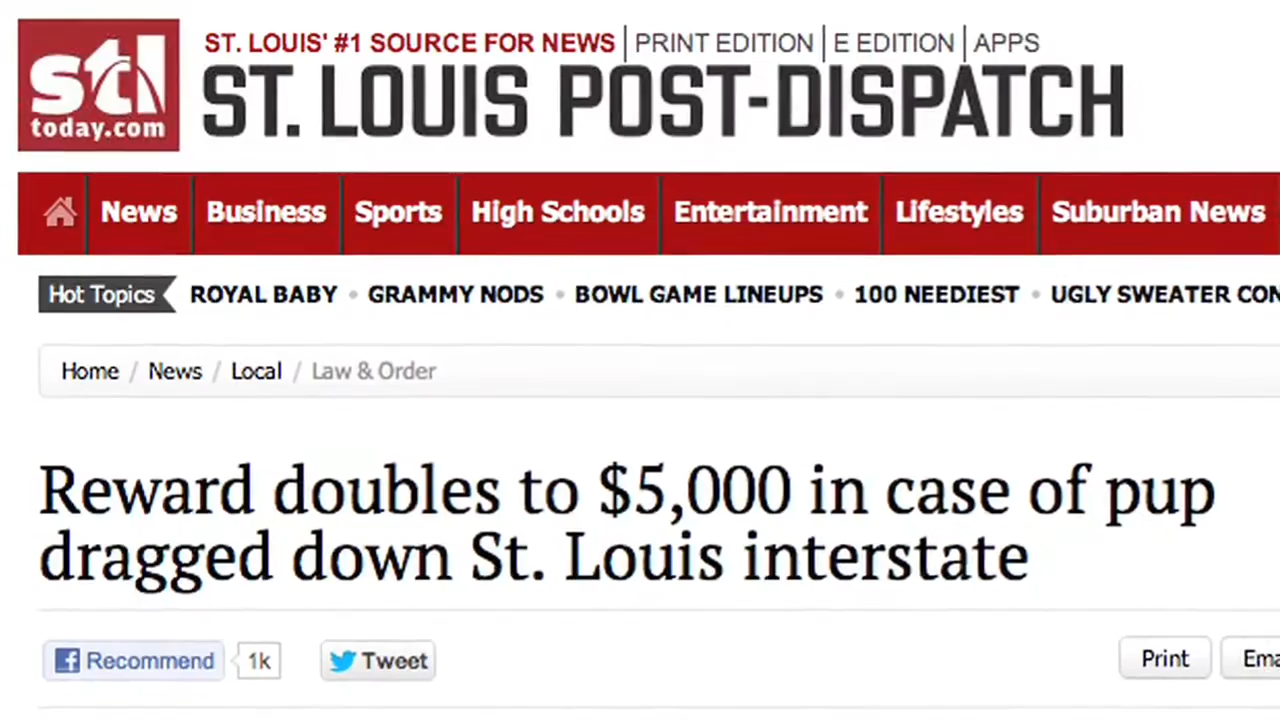 stl
today.com
ST. LOUIS' #1 SOURCE FOR NEWS | PRINT EDITION | E EDITION | APPS
ST. LOUIS POST-DISPATCH
News Business Sports High Schools Entertainment Lifestyles Suburban News
Hot Topics ROYAL BABY • GRAMMY NODS • BOWL GAME LINEUPS • 100 NEEDIEST • UGLY SWEATER
Home / News / Local / Law & Order
Reward doubles to $5,000 in case of pup
dragged down St. Louis interstate
Recommend 1k Tweet Print